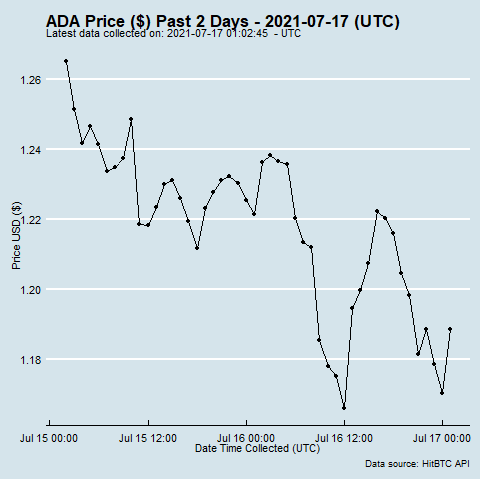 ADA Price ($) Past 2 Days - 2021-07-17 (UTC)
Latest data collected on: 2021-07-17 01:02:45  - UTC
1.26
1.24
1.22
1.20
1.18
Price USD ($)
Jul 15 00:00
Jul 15 12:00
Jul 16 00:00
Jul 16 12:00
Jul 17 00:00
Date Time Collected (UTC)
Data source: HitBTC API